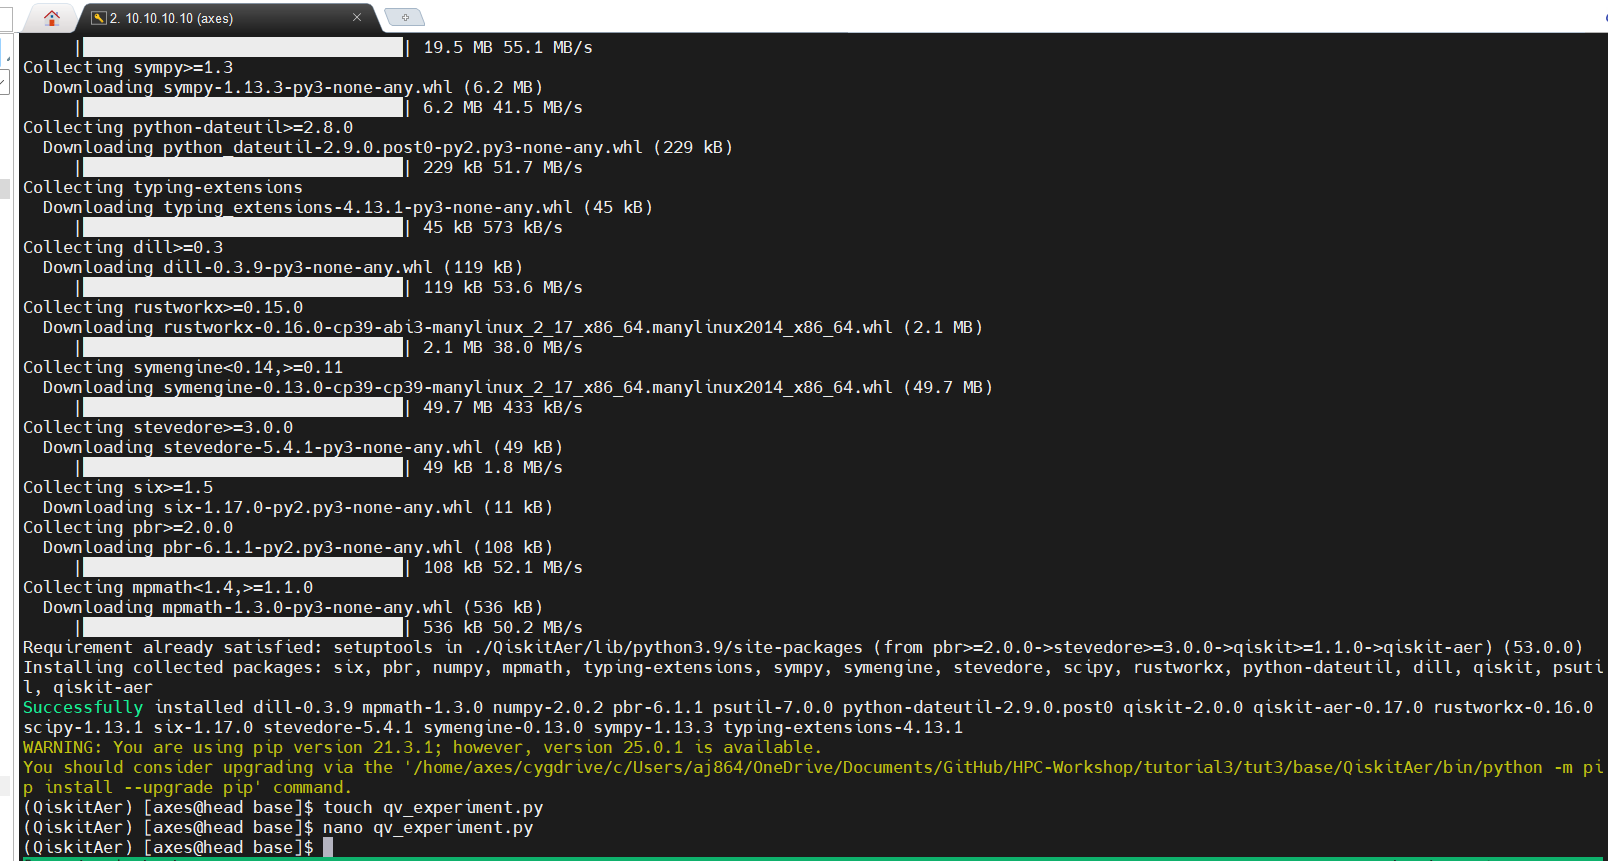 2. 10.10.10.10 (axes)
| | 19.5 MB 55.1 MB/s
Collecting sympy>=1.3
Downloading sympy-1.13.3-py3-none-any.whl (6.2 MB)
| | 6.2 MB 41.5 MB/s
Collecting python-dateutil>=2.8.0
Downloading python_dateutil-2.9.0.post0-py2.py3-none-any.whl (229 kB)
| | 229 kB 51.7 MB/s
Collecting typing-extensions
Downloading typing_extensions-4.13.1-py3-none-any.whl (45 kB)
| | 45 kB 573 kB/s
Collecting dill>=0.3
Downloading dill-0.3.9-py3-none-any.whl (119 kB)
| | 119 kB 53.6 MB/s
Collecting rustworkx>=0.15.0
Downloading rustworkx-0.16.0-cp39-abi3-manylinux_2_17_x86_64.manylinux2014_x86_64.whl (2.1 MB)
| | 2.1 MB 38.0 MB/s
Collecting symengine<0.14,>=0.11
Downloading symengine-0.13.0-cp39-cp39-manylinux_2_17_x86_64.manylinux2014_x86_64.whl (49.7 MB)
| | 49.7 MB 433 kB/s
Collecting stevedore>=3.0.0
Downloading stevedore-5.4.1-py3-none-any.whl (49 kB)
| | 49 kB 1.8 MB/s
Collecting six>=1.5
Downloading six-1.17.0-py2.py3-none-any.whl (11 kB)
Collecting pbr>=2.0.0
Downloading pbr-6.1.1-py2.py3-none-any.whl (108 kB)
| | 108 kB 52.1 MB/s
Collecting mpmath<1.4,>=1.1.0
Downloading mpmath-1.3.0-py3-none-any.whl (536 kB)
| | 536 kB 50.2 MB/s
Requirement already satisfied: setuptools in ./QiskitAer/lib/python3.9/site-packages (from pbr>=2.0.0->stevedore>=3.0.0->qiskit>=1.1.0->qiskit-aer) (53.0.0)
Installing collected packages: six, pbr, numpy, mpmath, typing-extensions, sympy, symengine, stevedore, scipy, rustworkx, python-dateutil, dill, qiskit, psuti
l, qiskit-aer
Successfully installed dill-0.3.9 mpmath-1.3.0 numpy-2.0.2 pbr-6.1.1 psutil-7.0.0 python-dateutil-2.9.0.post0 qiskit-2.0.0 qiskit-aer-0.17.0 rustworkx-0.16.0
scipy-1.13.1 six-1.17.0 stevedore-5.4.1 symengine-0.13.0 sympy-1.13.3 typing-extensions-4.13.1
WARNING: You are using pip version 21.3.1; however, version 25.0.1 is available.
You should consider upgrading via the '/home/axes/cygdrive/c/Users/aj864/OneDrive/Documents/GitHub/HPC-Workshop/tutorial3/tut3/base/QiskitAer/bin/python -m pi
p install --upgrade pip' command.
(QiskitAer) [axes@head base]$ touch qv_experiment.py
(QiskitAer) [axes@head base]$ nano qv_experiment.py
(QiskitAer) [axes@head base]$